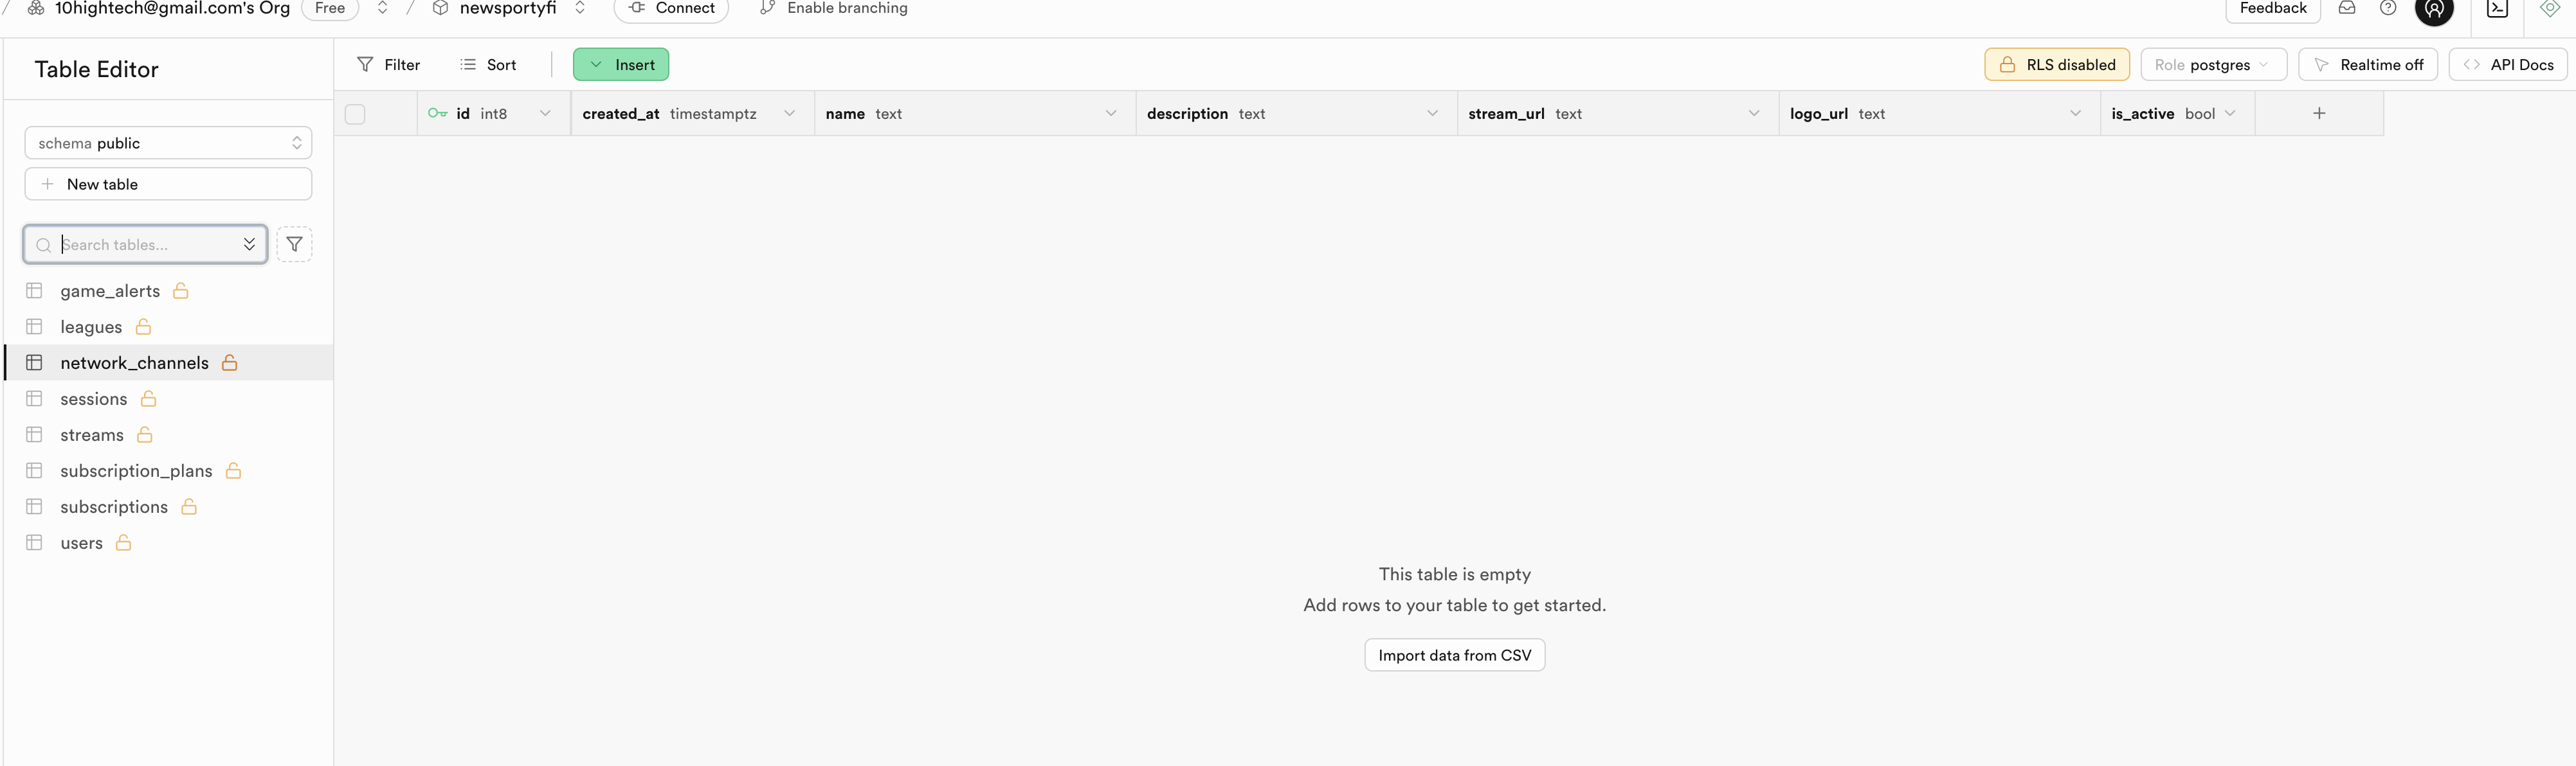 / 10hightech@gmail.com's Org Free / newsportyfi Connect Enable branching Feedback
Table Editor
Filter Sort Insert RLS disabled Role postgres Realtime off API Docs
id int8 created_at timestamptz name text description text stream_url text logo_url text is_active bool +
schema public
New table
Search tables...
game_alerts
leagues
network_channels
sessions
streams
subscription_plans
subscriptions
users
This table is empty
Add rows to your table to get started.
Import data from CSV